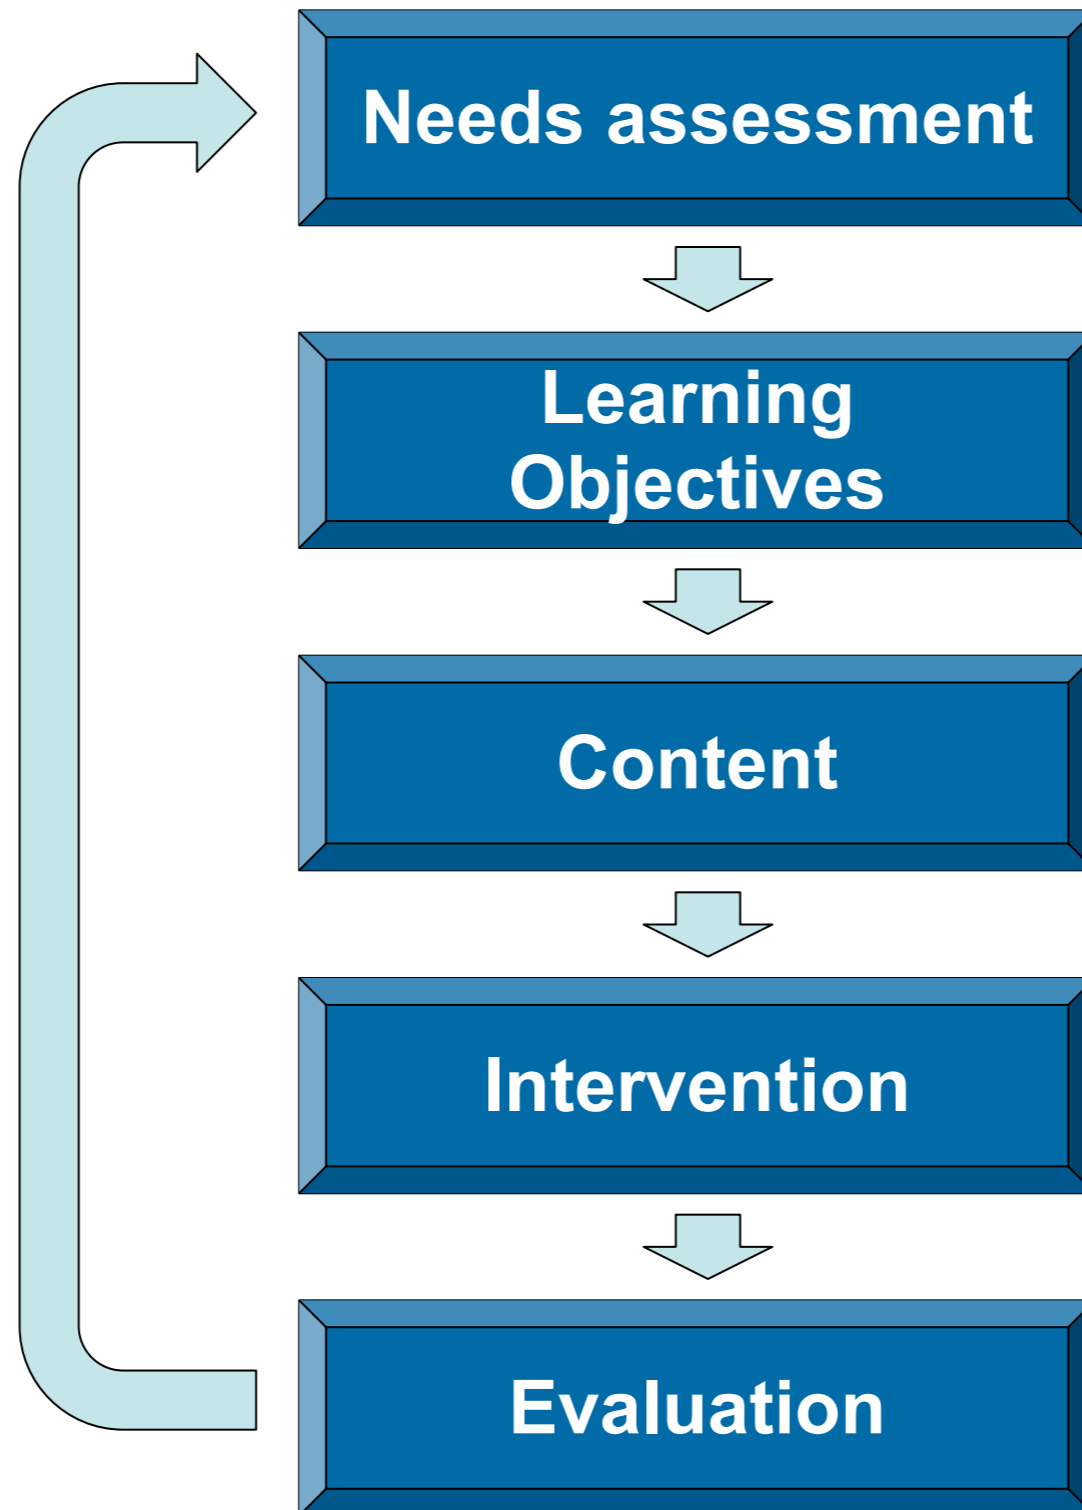 Needs assessment
Learning
Objectives
Content
Intervention
Evaluation